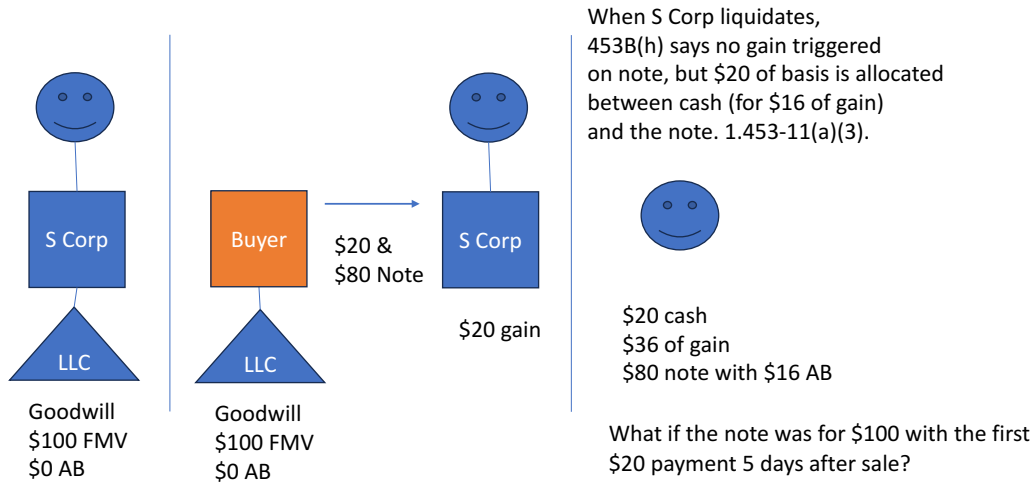 S Corp
LLC
Goodwill
$100 FMV
$0 AB
Buyer
LLC
Goodwill
$100 FMV
$0 AB
$20 &
$80 Note
S Corp
$20 gain
When S Corp liquidates,
453B(h) says no gain triggered
on note, but $20 of basis is allocated
between cash (for $16 of gain)
and the note. 1.453-11(a)(3).
$20 cash
$36 of gain
$80 note with $16 AB
What if the note was for $100 with the first
$20 payment 5 days after sale?